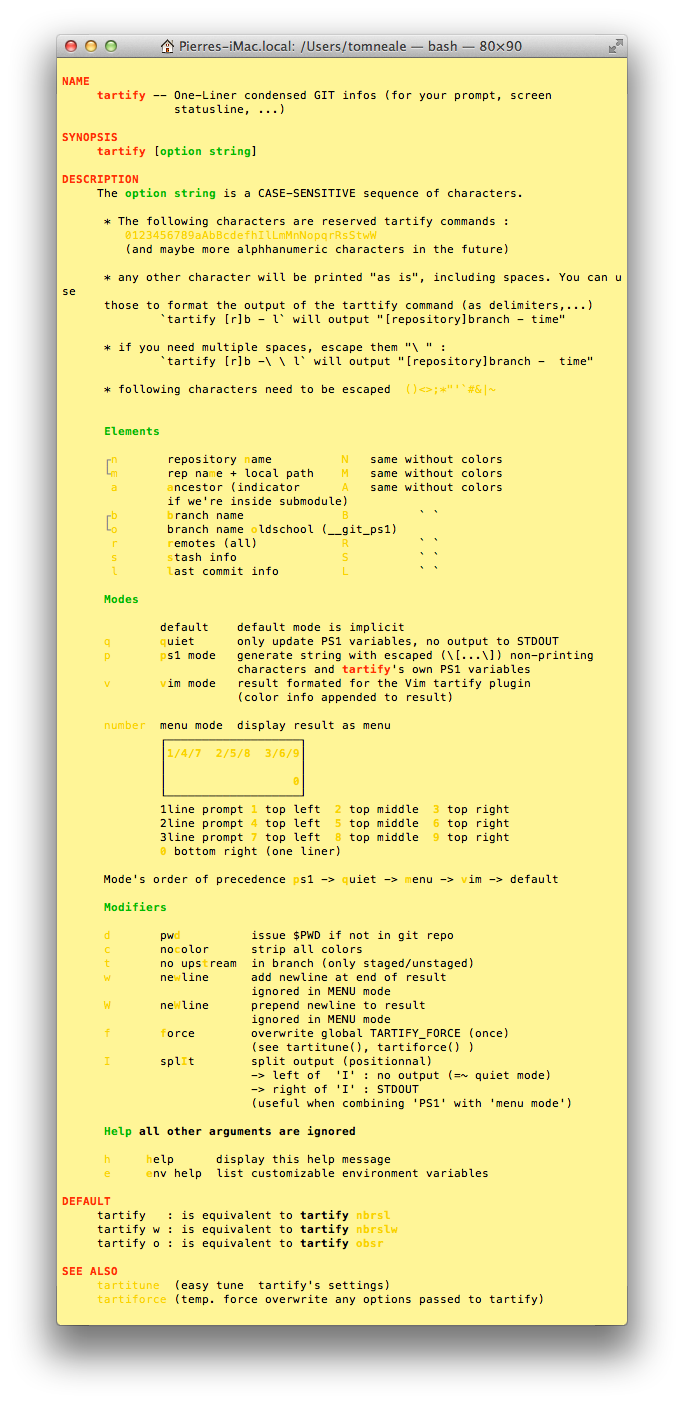 Pierres-iMac.local: /Users/tomneale — bash — 80×90
NAME
     tartify -- One-Liner condensed GIT infos (for your prompt, screen
                statusline, ...)
SYNOPSIS
     tartify [option string]
DESCRIPTION
     The option string is a CASE-SENSITIVE sequence of characters.
      * The following characters are reserved tartify commands :
         0123456789aAbBcdefhIlLmMnNopqrRsStwW
         (and maybe more alphhanumeric characters in the future)
      * any other character will be printed "as is", including spaces. You can u
se
      those to format the output of the tarttify command (as delimiters,...)
              `tartify [r]b - l` will output "[repository]branch - time"
      * if you need multiple spaces, escape them "\ " :
              `tartify [r]b -\ \ l` will output "[repository]branch -  time"
      * following characters need to be escaped  ()<>;*"'`#&|~
      Elements
      ┌n       repository name          N   same without colors
      └m       rep name + local path    M   same without colors
       a       ancestor (indicator      A   same without colors
               if we're inside submodule)
      ┌b       branch name              B          ` `
      └o       branch name oldschool (__git_ps1)
       r       remotes (all)            R          ` `
       s       stash info               S          ` `
       l       last commit info         L          ` `
      Modes
              default    default mode is implicit
      q       quiet      only update PS1 variables, no output to STDOUT
      p       ps1 mode   generate string with escaped (\[...\]) non-printing
                         characters and tartify's own PS1 variables
      v       vim mode   result formated for the Vim tartify plugin
                         (color info appended to result)
      number  menu mode  display result as menu
              1/4/7  2/5/8  3/6/9
                                0
              1line prompt 1 top left  2 top middle  3 top right
              2line prompt 4 top left  5 top middle  6 top right
              3line prompt 7 top left  8 top middle  9 top right
              0 bottom right (one liner)
      Mode's order of precedence ps1 -> quiet -> menu -> vim -> default
      Modifiers
      d       pwd          issue $PWD if not in git repo
      c       nocolor      strip all colors
      t       no upstream  in branch (only staged/unstaged)
      w       newline      add newline at end of result
                           ignored in MENU mode
      W       neWline      prepend newline to result
                           ignored in MENU mode
      f       force        overwrite global TARTIFY_FORCE (once)
                           (see tartitune(), tartiforce() )
      I       splIt        split output (positionnal)
                           -> left of  'I' : no output (=~ quiet mode)
                           -> right of 'I' : STDOUT
                           (useful when combining 'PS1' with 'menu mode')
      Help all other arguments are ignored
      h     help      display this help message
      e     env help  list customizable environment variables
DEFAULT
     tartify   : is equivalent to tartify nbrsl
     tartify w : is equivalent to tartify nbrslw
     tartify o : is equivalent to tartify obsr
SEE ALSO
     tartitune  (easy tune  tartify's settings)
     tartiforce (temp. force overwrite any options passed to tartify)